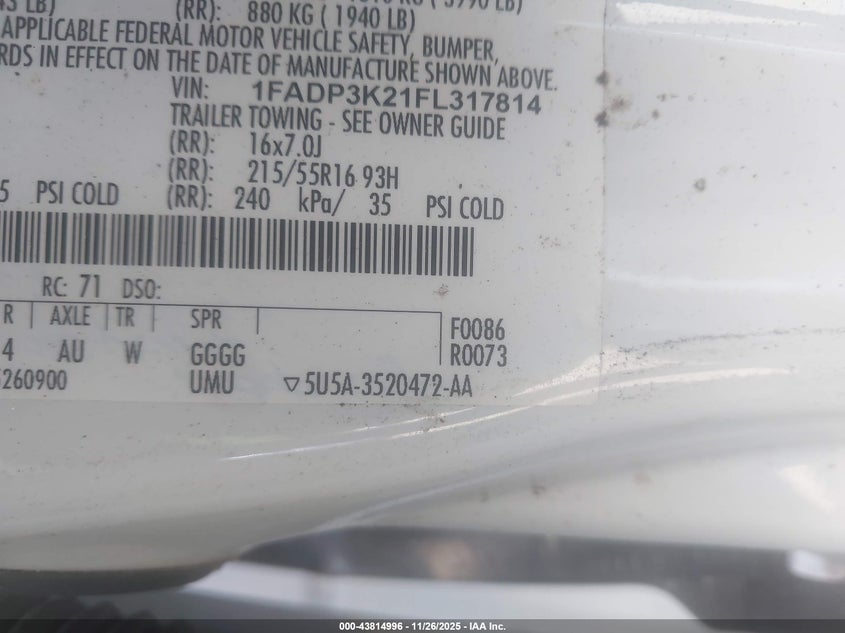 (RR): 880 KG ( 1940 LB)
APPLICABLE FEDERAL MOTOR VEHICLE SAFETY, BUMPER,
RDS IN EFFECT ON THE DATE OF MANUFACTURE SHOWN ABOVE.
VIN: 1FADP3K21FL317814
TRAILER TOWING - SEE OWNER GUIDE
(RR): 16x7.0J
(RR): 215/55R16 93H
5 PSI COLD (RR): 240 kPa/ 35 PSI COLD
RC: 71 DSO:
R AXLE TR SPR
F0086
4 AU W GGGG
R0073
260900 UMU ▽5U5A-3520472-AA
000-43814996 - 11/26/2025 - IAA Inc.